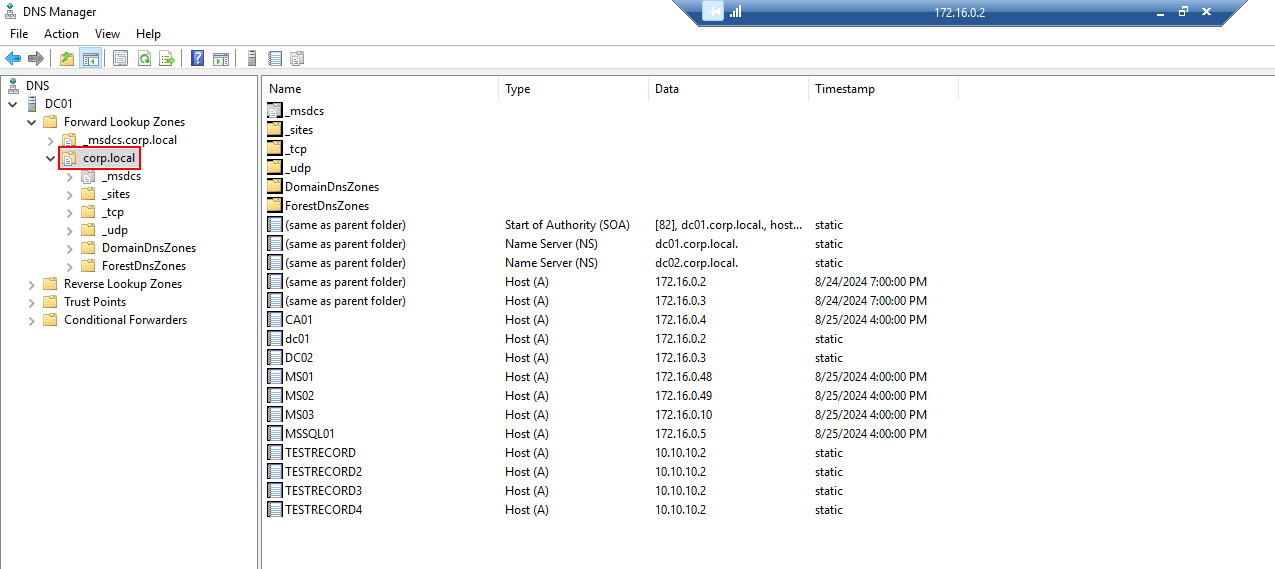 DNS Manager
172.16.0.2
File Action View Help
DNS
DC01
Forward Lookup Zones
_msdcs.corp.local
corp.local
_msdcs
_sites
_tcp
_udp
DomainDnsZones
ForestDnsZones
Reverse Lookup Zones
Trust Points
Conditional Forwarders
Name Type Data Timestamp
_msdcs
_sites
_tcp
_udp
DomainDnsZones
ForestDnsZones
(same as parent folder) Start of Authority (SOA) [82], dc01.corp.local., host... static
(same as parent folder) Name Server (NS) dc01.corp.local. static
(same as parent folder) Name Server (NS) dc02.corp.local. static
(same as parent folder) Host (A) 172.16.0.2 8/24/2024 7:00:00 PM
(same as parent folder) Host (A) 172.16.0.3 8/24/2024 7:00:00 PM
CA01 Host (A) 172.16.0.4 8/25/2024 4:00:00 PM
dc01 Host (A) 172.16.0.2 static
DC02 Host (A) 172.16.0.3 static
MS01 Host (A) 172.16.0.48 8/25/2024 4:00:00 PM
MS02 Host (A) 172.16.0.49 8/25/2024 4:00:00 PM
MS03 Host (A) 172.16.0.10 8/25/2024 4:00:00 PM
MSSQL01 Host (A) 172.16.0.5 8/25/2024 4:00:00 PM
TESTRECORD Host (A) 10.10.10.2 static
TESTRECORD2 Host (A) 10.10.10.2 static
TESTRECORD3 Host (A) 10.10.10.2 static
TESTRECORD4 Host (A) 10.10.10.2 static